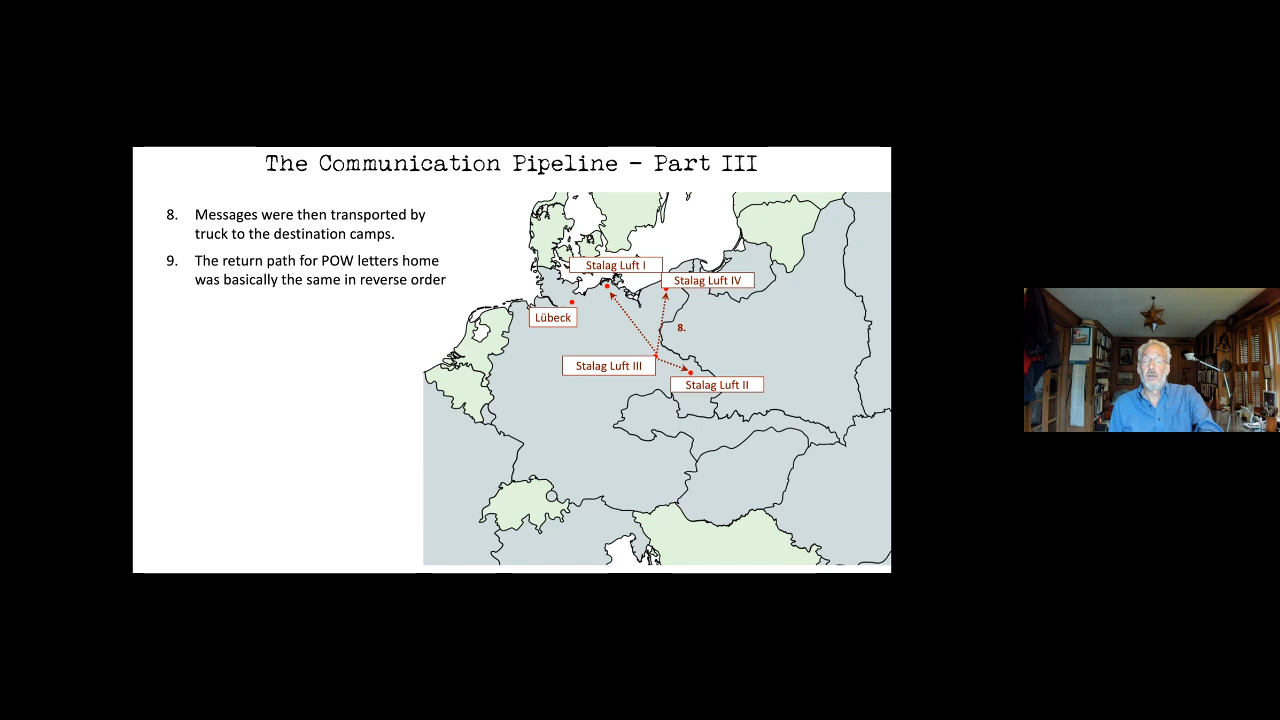 The Communication Pipeline – Part III
8. Messages were then transported by
truck to the destination camps.
9. The return path for POW letters home
was basically the same in reverse order
Stalag Luft I
Stalag Luft IV
Lübeck
8.
Stalag Luft III
Stalag Luft II